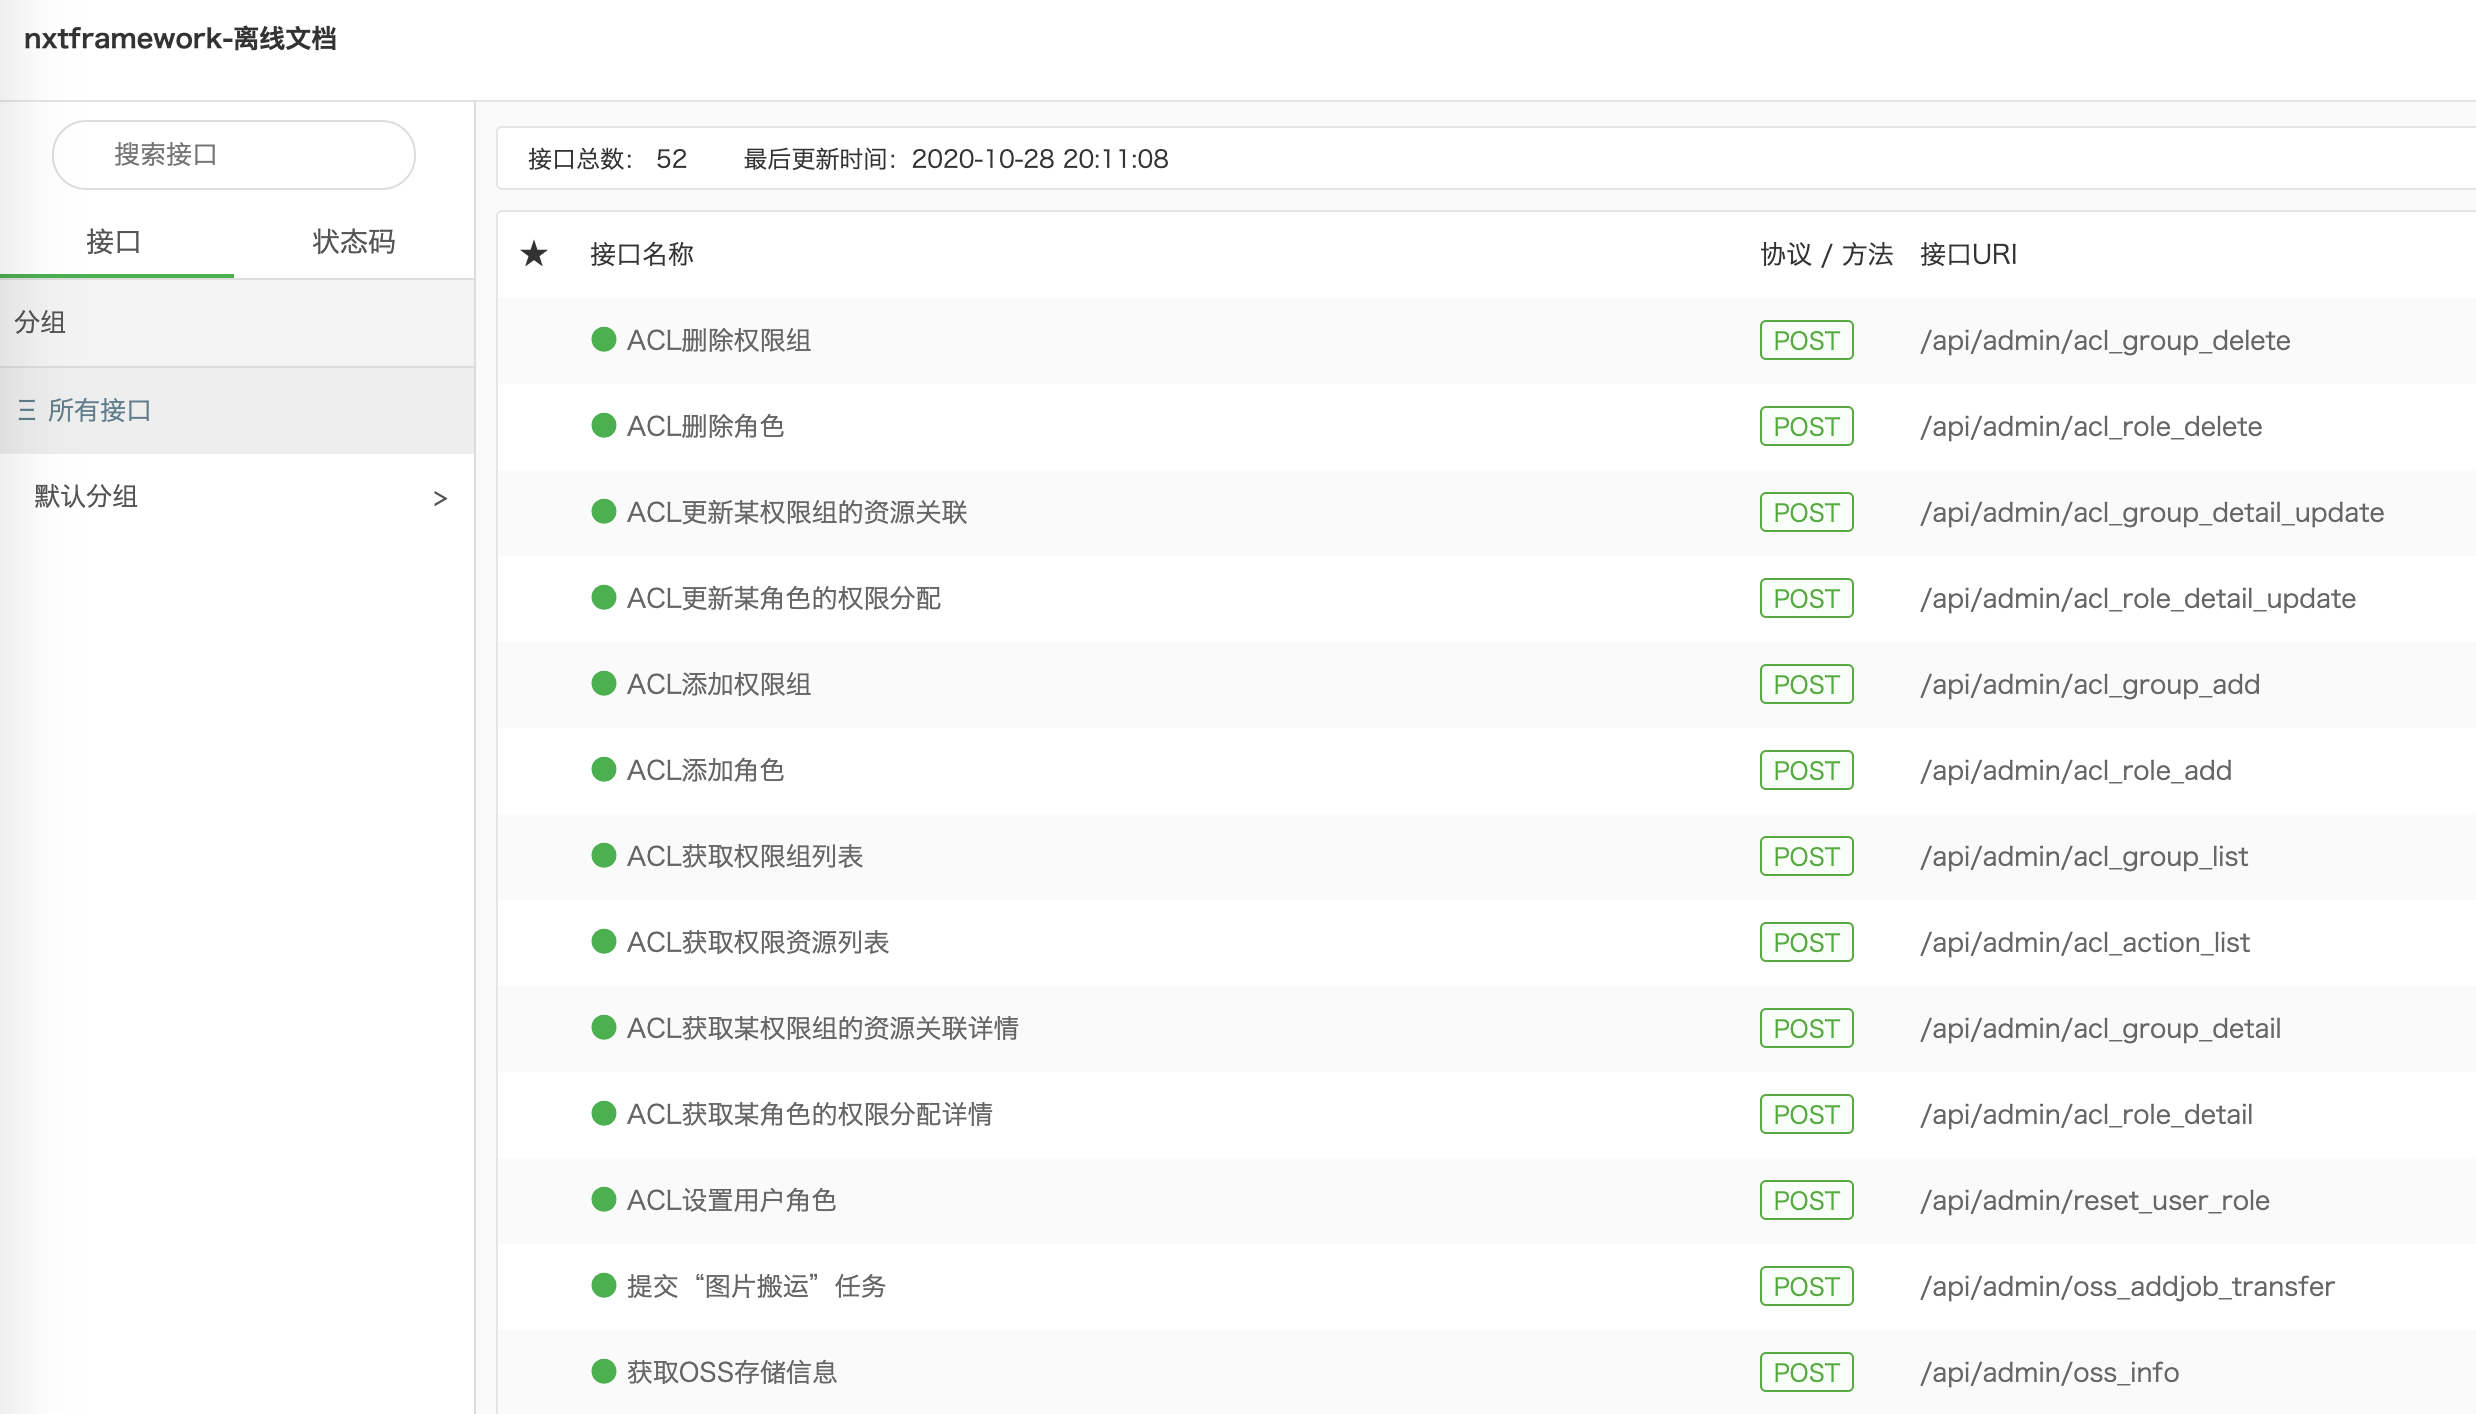 nxtframework-离线文档
搜索接口
接口 状态码
分组
所有接口
默认分组 >
接口总数： 52 最后更新时间：2020-10-28 20:11:08
★ 接口名称 协议 / 方法 接口URI
ACL删除权限组 POST /api/admin/acl_group_delete
ACL删除角色 POST /api/admin/acl_role_delete
ACL更新某权限组的资源关联 POST /api/admin/acl_group_detail_update
ACL更新某角色的权限分配 POST /api/admin/acl_role_detail_update
ACL添加权限组 POST /api/admin/acl_group_add
ACL添加角色 POST /api/admin/acl_role_add
ACL获取权限组列表 POST /api/admin/acl_group_list
ACL获取权限资源列表 POST /api/admin/acl_action_list
ACL获取某权限组的资源关联详情 POST /api/admin/acl_group_detail
ACL获取某角色的权限分配详情 POST /api/admin/acl_role_detail
ACL设置用户角色 POST /api/admin/reset_user_role
提交“图片搬运”任务 POST /api/admin/oss_addjob_transfer
获取OSS存储信息 POST /api/admin/oss_info